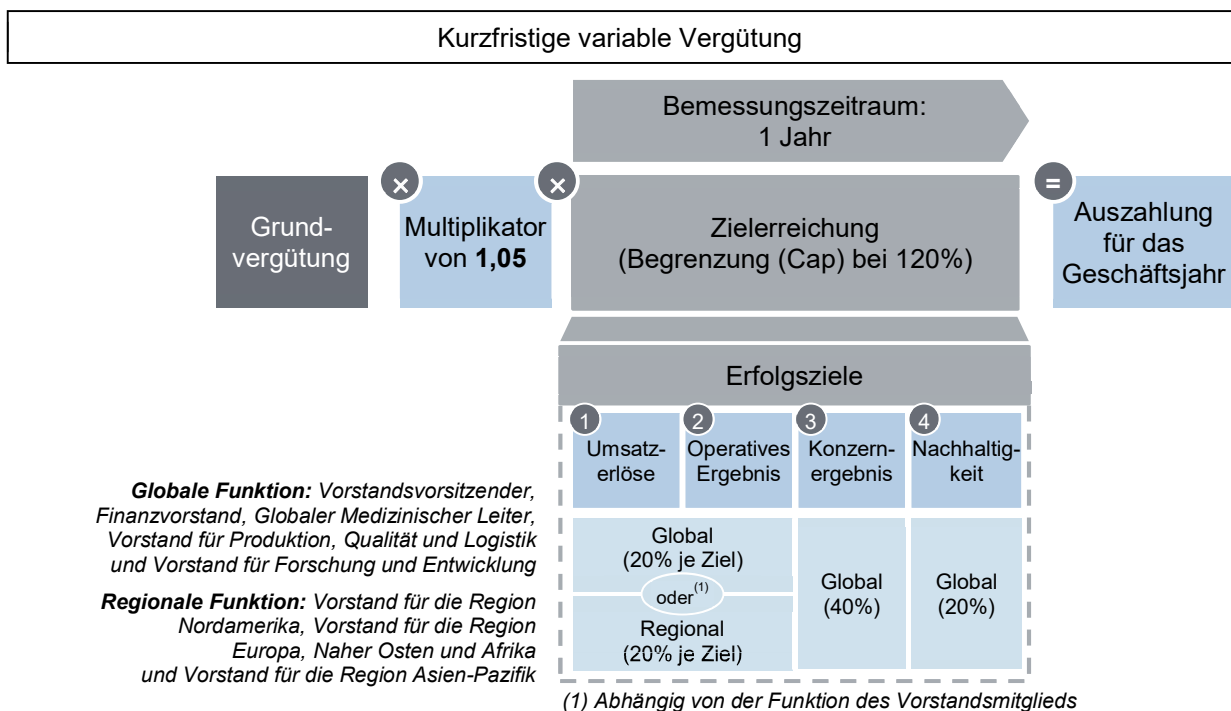 Kurzfristige variable Vergütung
Bemessungszeitraum:
1 Jahr
Grund-
vergütung
×
Multiplikator
von 1,05
×
Zielerreichung
(Begrenzung (Cap) bei 120%)
=
Auszahlung
für das
Geschäftsjahr
Erfolgsziele
1
Umsatz-
erlöse
2
Operatives
Ergebnis
3
Konzern-
ergebnis
4
Nachhaltig-
keit
Globale Funktion: Vorstandsvorsitzender,
Finanzvorstand, Globaler Medizinischer Leiter,
Vorstand für Produktion, Qualität und Logistik
und Vorstand für Forschung und Entwicklung
Regionale Funktion: Vorstand für die Region
Nordamerika, Vorstand für die Region
Europa, Naher Osten und Afrika
und Vorstand für die Region Asien-Pazifik
Global
(20% je Ziel)
oder(1)
Regional
(20% je Ziel)
Global
(40%)
Global
(20%)
(1) Abhängig von der Funktion des Vorstandsmitglieds